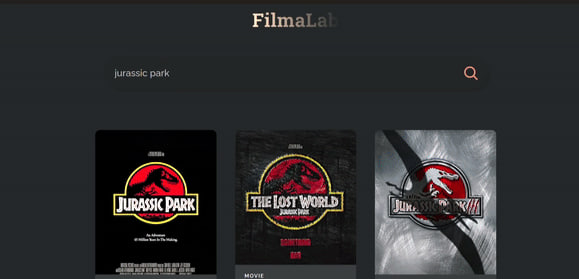 FilmaLab
jurassic park
JURASSIC PARK
An Adventure
65 Million Years In The Making.
THE LOST WORLD
JURASSIC PARK
JURASSIC PARK
MOVIE